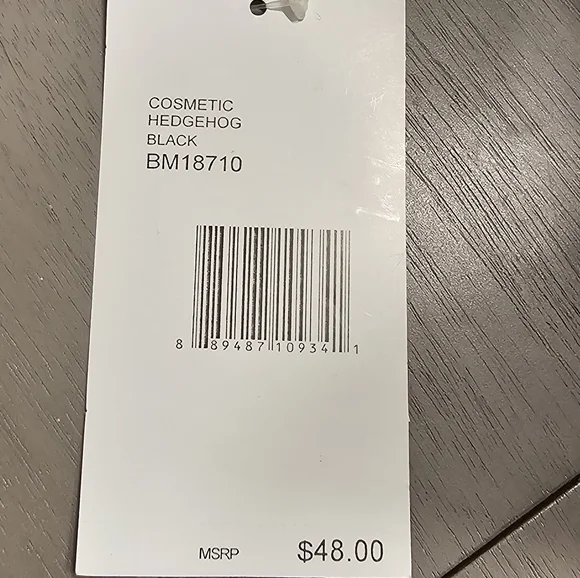 COSMETIC
HEDGEHOG
BLACK
BM18710
8 89487 10934 1
MSRP $48.00